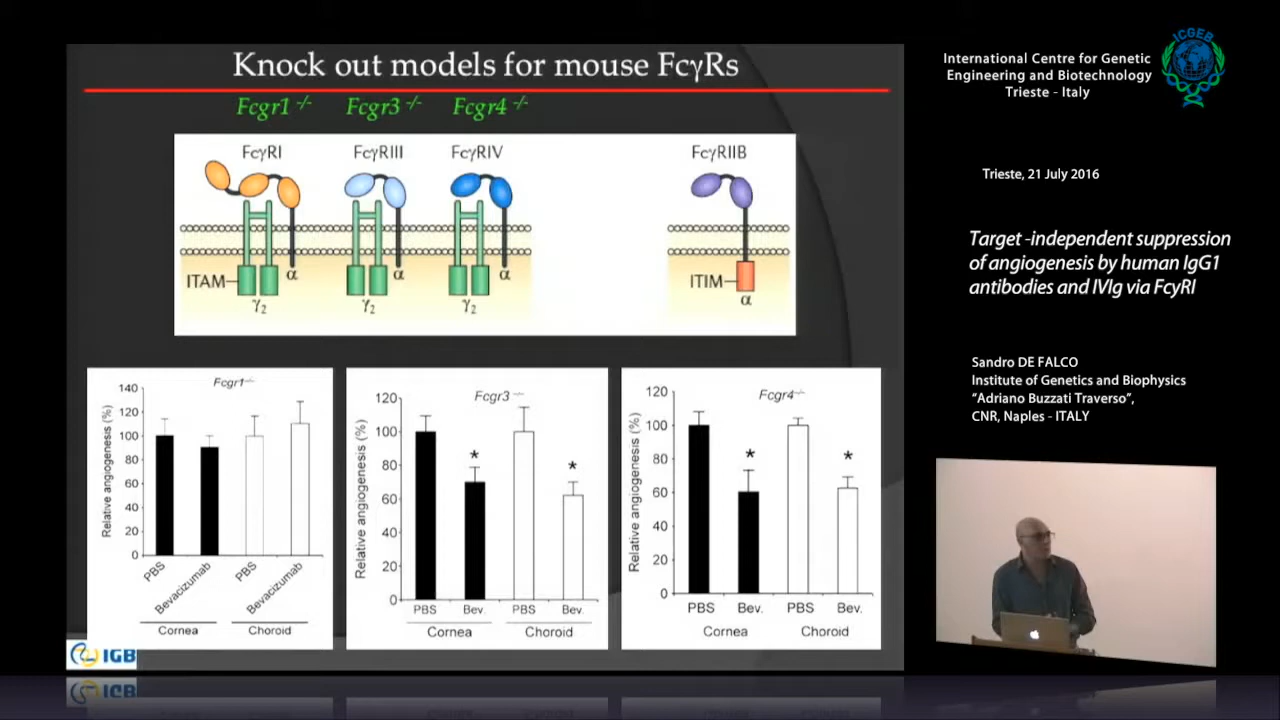 Knock out models for mouse FcγRs
Fcgr1 -/- Fcgr3 -/- Fcgr4 -/-
FcγRI FcγRIII FcγRIV FcγRIIB
ITAM α α α ITIM
γ2 γ2 γ2 α
Fcgr1-/-
Relative angiogenesis (%)
140
120
100
80
60
40
20
0
PBS Bevacizumab PBS Bevacizumab
Cornea Choroid
Fcgr3-/-
Relative angiogenesis (%)
120
100
80
60
40
20
0
* *
PBS Bev. PBS Bev.
Cornea Choroid
Fcgr4-/-
Relative angiogenesis (%)
120
100
80
60
40
20
0
* *
PBS Bev. PBS Bev.
Cornea Choroid
IGB
ICGEB
International Centre for Genetic
Engineering and Biotechnology
Trieste - Italy
Trieste, 21 July 2016
Target -independent suppression
of angiogenesis by human IgG1
antibodies and IVIg via FcγRI
Sandro DE FALCO
Institute of Genetics and Biophysics
“Adriano Buzzati Traverso”,
CNR, Naples - ITALY